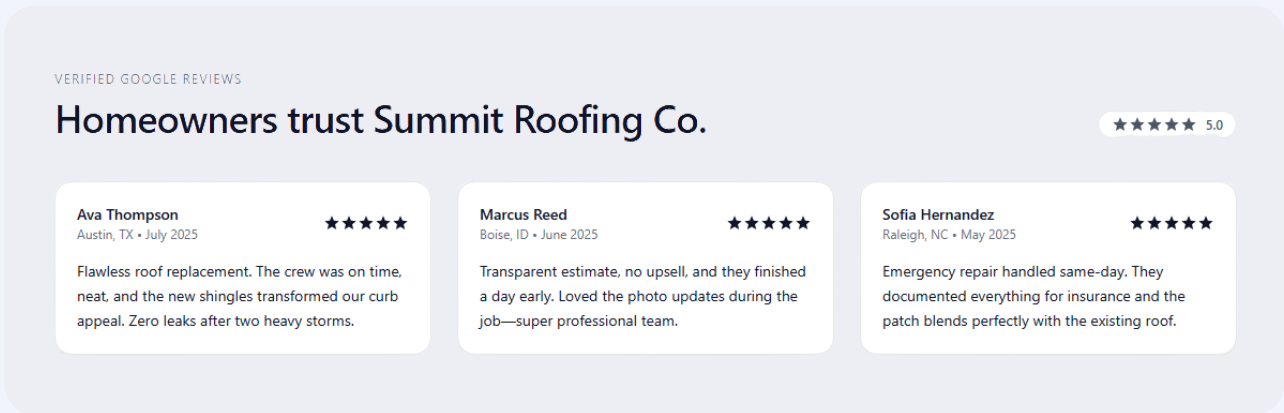 VERIFIED GOOGLE REVIEWS
Homeowners trust Summit Roofing Co.
★★★★★ 5.0
Ava Thompson
Austin, TX • July 2025
★★★★★
Flawless roof replacement. The crew was on time,
neat, and the new shingles transformed our curb
appeal. Zero leaks after two heavy storms.
Marcus Reed
Boise, ID • June 2025
★★★★★
Transparent estimate, no upsell, and they finished
a day early. Loved the photo updates during the
job—super professional team.
Sofia Hernandez
Raleigh, NC • May 2025
★★★★★
Emergency repair handled same-day. They
documented everything for insurance and the
patch blends perfectly with the existing roof.